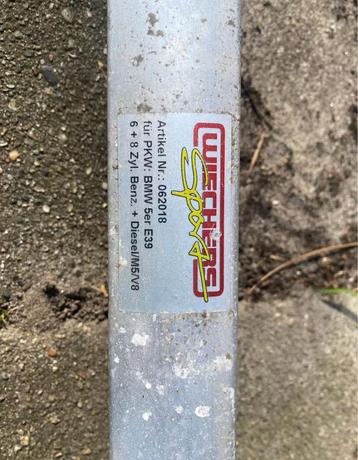 WIECHERS
Sport
Artikel Nr.: 062018
für PKW: BMW 5er E39
6 + 8 Zyl. Benz. + Diesel/M5/V8